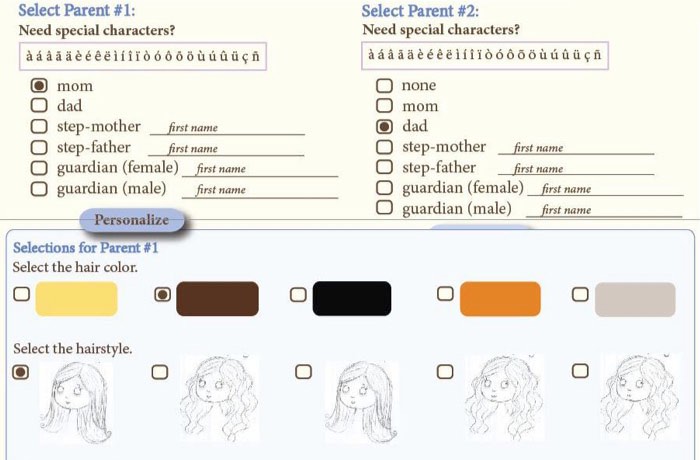 Select Parent #1:
Need special characters?
àáâãäèéêëìíîïòóôõöùúûüçñ
mom
dad
step-mother first name
step-father first name
guardian (female) first name
guardian (male) first name
Personalize
Select Parent #2:
Need special characters?
àáâãäèéêëìíîïòóôõöùúûüçñ
none
mom
dad
step-mother first name
step-father first name
guardian (female) first name
guardian (male) first name
Selections for Parent #1
Select the hair color.
Select the hairstyle.